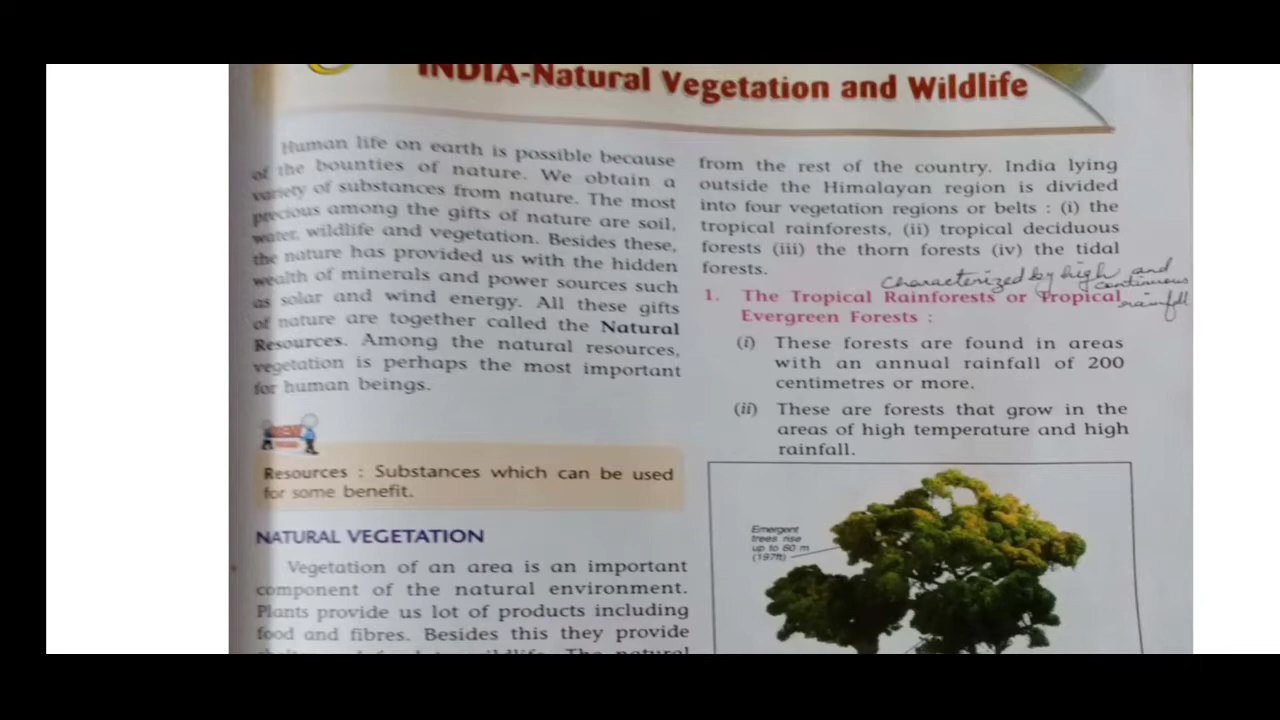 INDIA-Natural Vegetation and Wildlife
Human life on earth is possible because
of the bounties of nature. We obtain a
variety of substances from nature. The most
precious among the gifts of nature are soil,
water, wildlife and vegetation. Besides these,
the nature has provided us with the hidden
wealth of minerals and power sources such
as solar and wind energy. All these gifts
of nature are together called the Natural
Resources. Among the natural resources,
vegetation is perhaps the most important
for human beings.
Resources : Substances which can be used
for some benefit.
NATURAL VEGETATION
Vegetation of an area is an important
component of the natural environment.
Plants provide us lot of products including
food and fibres. Besides this they provide
from the rest of the country. India lying
outside the Himalayan region is divided
into four vegetation regions or belts : (i) the
tropical rainforests, (ii) tropical deciduous
forests (iii) the thorn forests (iv) the tidal
forests.
characterized by high and
continuous
rainfll
1. The Tropical Rainforests or Tropical
Evergreen Forests :
(i) These forests are found in areas
with an annual rainfall of 200
centimetres or more.
(ii) These are forests that grow in the
areas of high temperature and high
rainfall.
Emergent
trees rise
up to 60 m
(197ft)